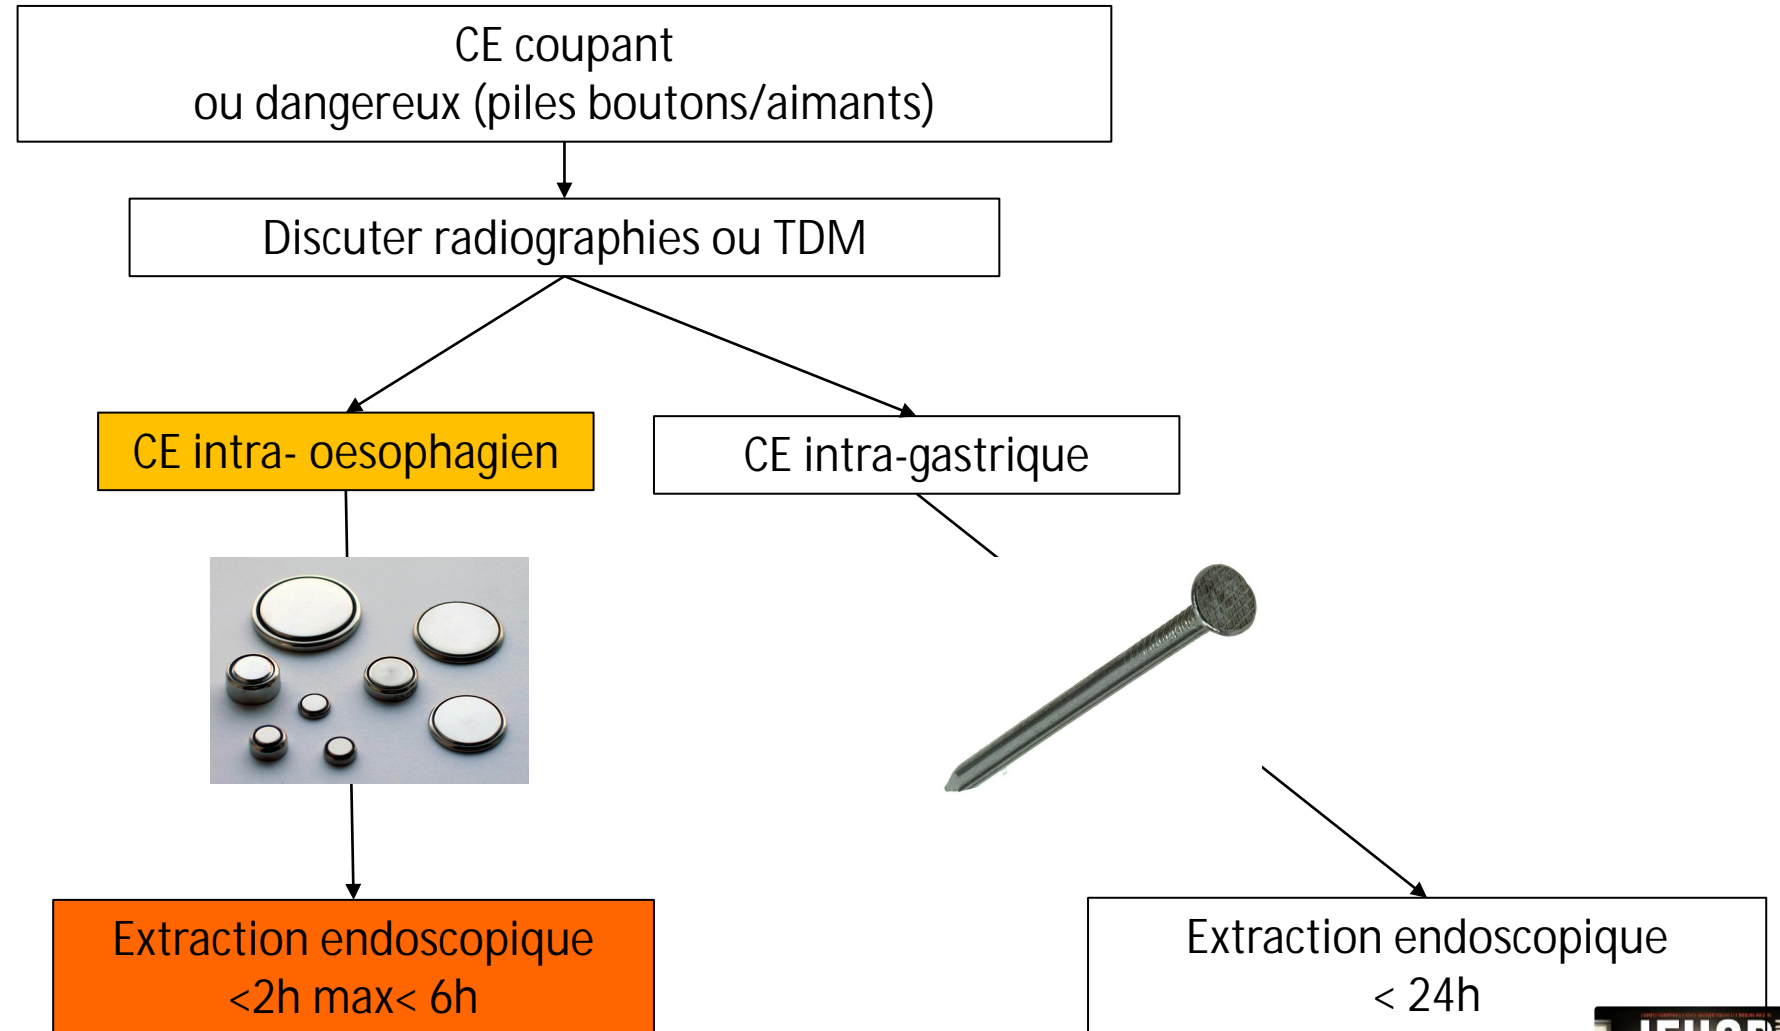 CE coupant
ou dangereux (piles boutons/aimants)
Discuter radiographies ou TDM
CE intra- oesophagien
CE intra-gastrique
Extraction endoscopique
<2h max< 6h
Extraction endoscopique
< 24h